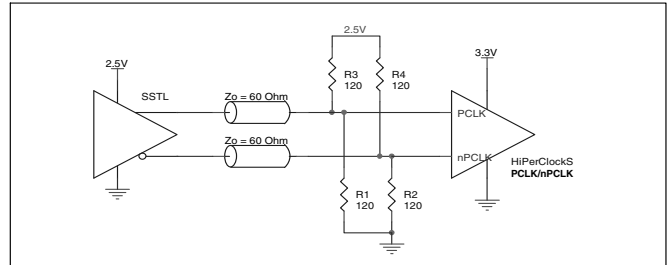 2.5V
3.3V
2.5V
SSTL
R3
120
R4
120
Zo = 60 Ohm
PCLK
Zo = 60 Ohm
nPCLK
HiPerClockS
PCLK/nPCLK
R1
120
R2
120